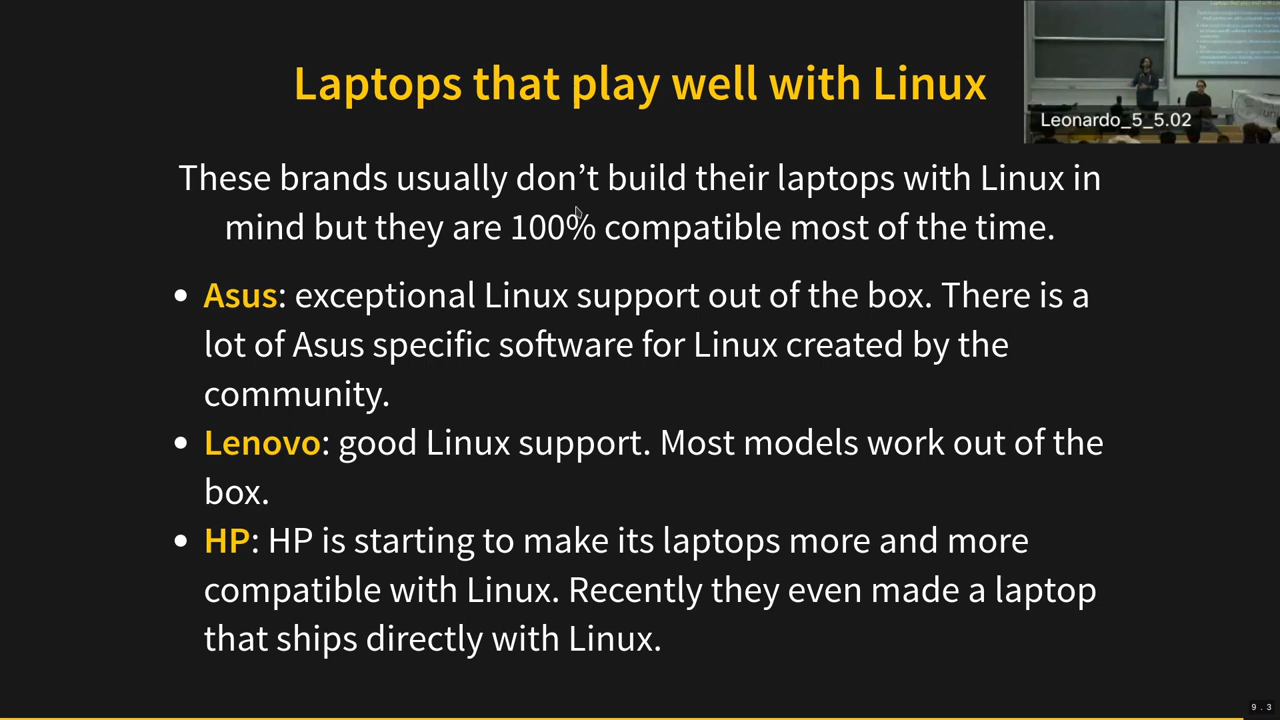 Laptops that play well with Linux
Leonardo_5_5.02
These brands usually don’t build their laptops with Linux in
mind but they are 100% compatible most of the time.
• Asus: exceptional Linux support out of the box. There is a
lot of Asus specific software for Linux created by the
community.
• Lenovo: good Linux support. Most models work out of the
box.
• HP: HP is starting to make its laptops more and more
compatible with Linux. Recently they even made a laptop
that ships directly with Linux.
9.3